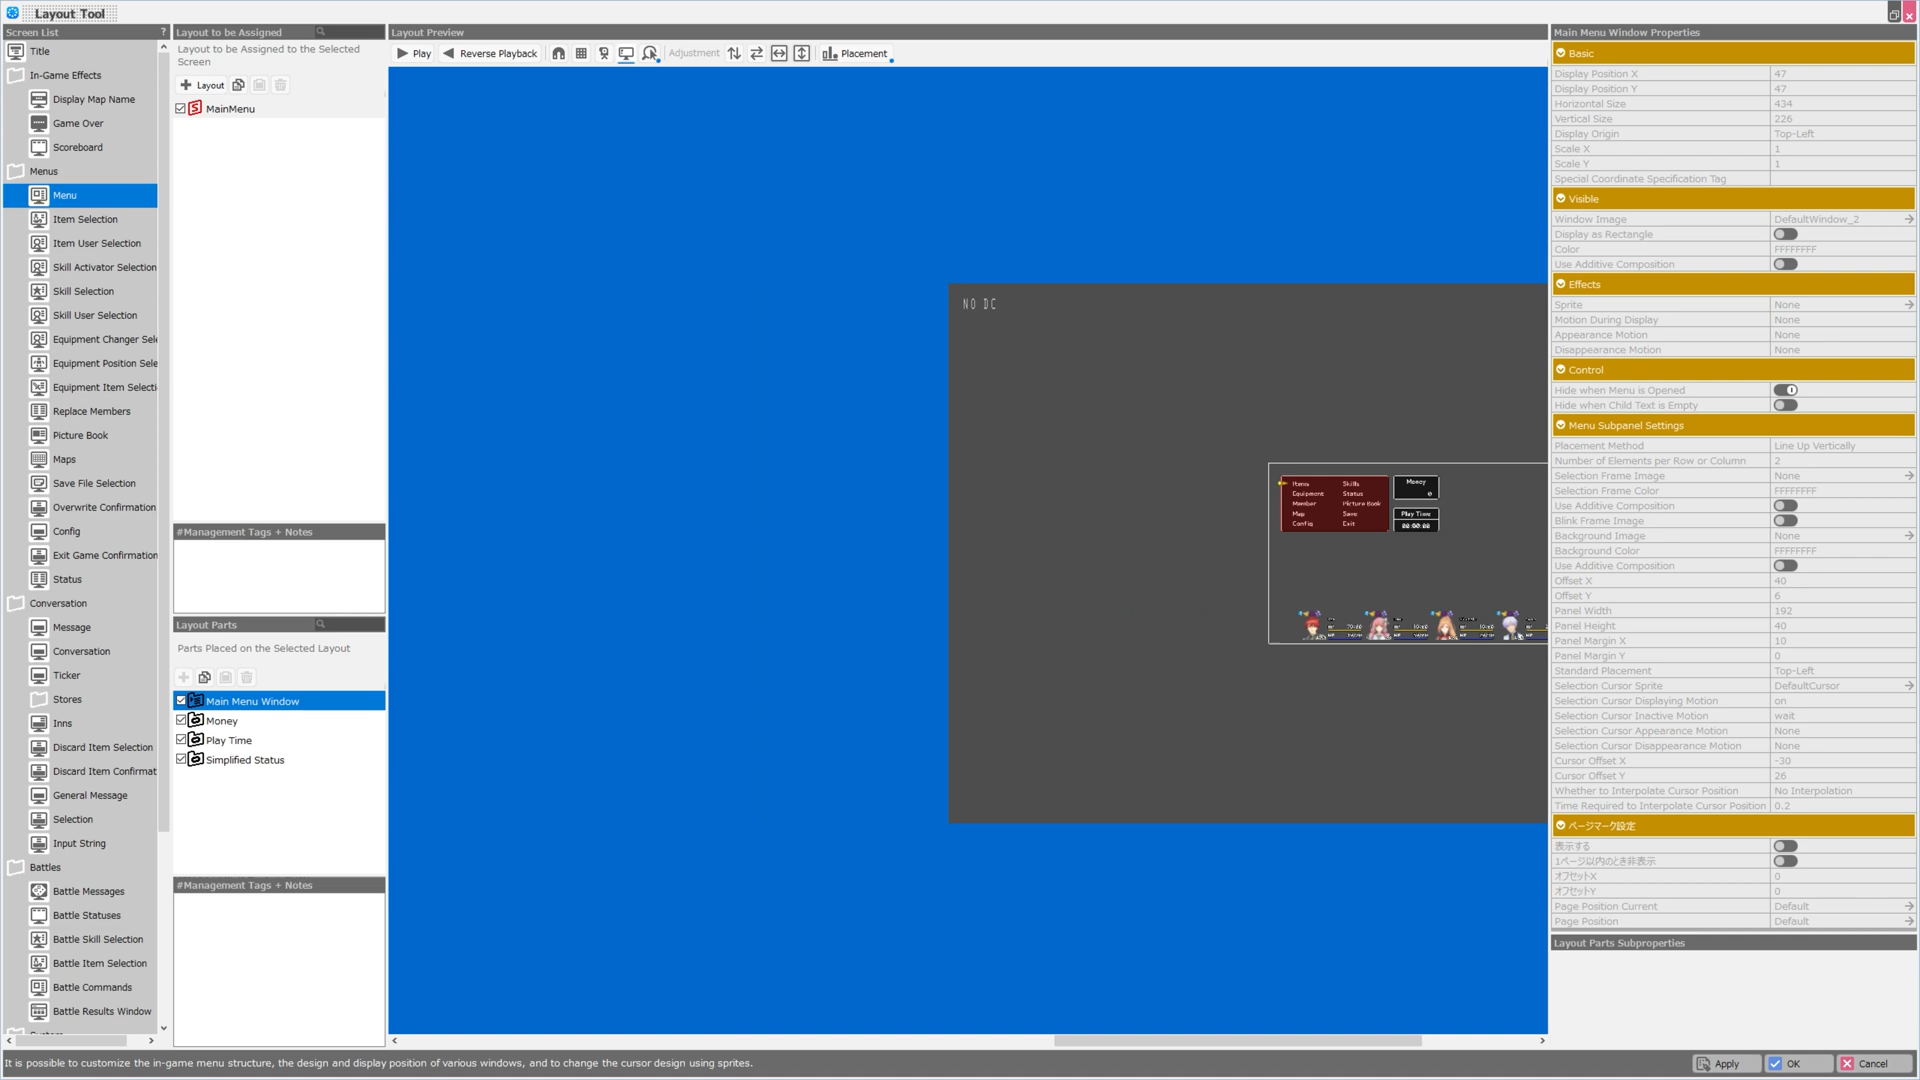 Layout Tool
Screen List
?
Title
In-Game Effects
Display Map Name
Game Over
Scoreboard
Menus
Menu
Item Selection
Item User Selection
Skill Activator Selection
Skill Selection
Skill User Selection
Equipment Changer Sele
Equipment Position Sele
Equipment Item Selecti
Replace Members
Picture Book
Maps
Save File Selection
Overwrite Confirmation
Config
Exit Game Confirmation
Status
Conversation
Message
Conversation
Ticker
Stores
Inns
Discard Item Selection
Discard Item Confirmat
General Message
Selection
Input String
Battles
Battle Messages
Battle Statuses
Battle Skill Selection
Battle Item Selection
Battle Commands
Battle Results Window
Layout to be Assigned
Layout to be Assigned to the Selected
Screen
Layout
MainMenu
#Management Tags + Notes
Layout Parts
Parts Placed on the Selected Layout
Main Menu Window
Money
Play Time
Simplified Status
#Management Tags + Notes
Layout Preview
Play
Reverse Playback
Adjustment
Placement
NO DC
Items Skills
Equipment Status
Member Picture Book
Map Save
Config Exit
Money
0
Play Time
00:00:00
Main Menu Window Properties
Basic
Display Position X 47
Display Position Y 47
Horizontal Size 434
Vertical Size 226
Display Origin Top-Left
Scale X 1
Scale Y 1
Special Coordinate Specification Tag
Visible
Window Image DefaultWindow_2
Display as Rectangle
Color FFFFFFFF
Use Additive Composition
Effects
Sprite None
Motion During Display None
Appearance Motion None
Disappearance Motion None
Control
Hide when Menu is Opened
Hide when Child Text is Empty
Menu Subpanel Settings
Placement Method Line Up Vertically
Number of Elements per Row or Column 2
Selection Frame Image None
Selection Frame Color FFFFFFFF
Use Additive Composition
Blink Frame Image
Background Image None
Background Color FFFFFFFF
Use Additive Composition
Offset X 40
Offset Y 6
Panel Width 192
Panel Height 40
Panel Margin X 10
Panel Margin Y 0
Standard Placement Top-Left
Selection Cursor Sprite DefaultCursor
Selection Cursor Displaying Motion on
Selection Cursor Inactive Motion wait
Selection Cursor Appearance Motion None
Selection Cursor Disappearance Motion None
Cursor Offset X -30
Cursor Offset Y 26
Whether to Interpolate Cursor Position No Interpolation
Time Required to Interpolate Cursor Position 0.2
ページマーク設定
表示する
1ページ以内のとき非表示
オフセットX 0
オフセットY 0
Page Position Current Default
Page Position Default
Layout Parts Subproperties
It is possible to customize the in-game menu structure, the design and display position of various windows, and to change the cursor design using sprites.
Apply
OK
Cancel